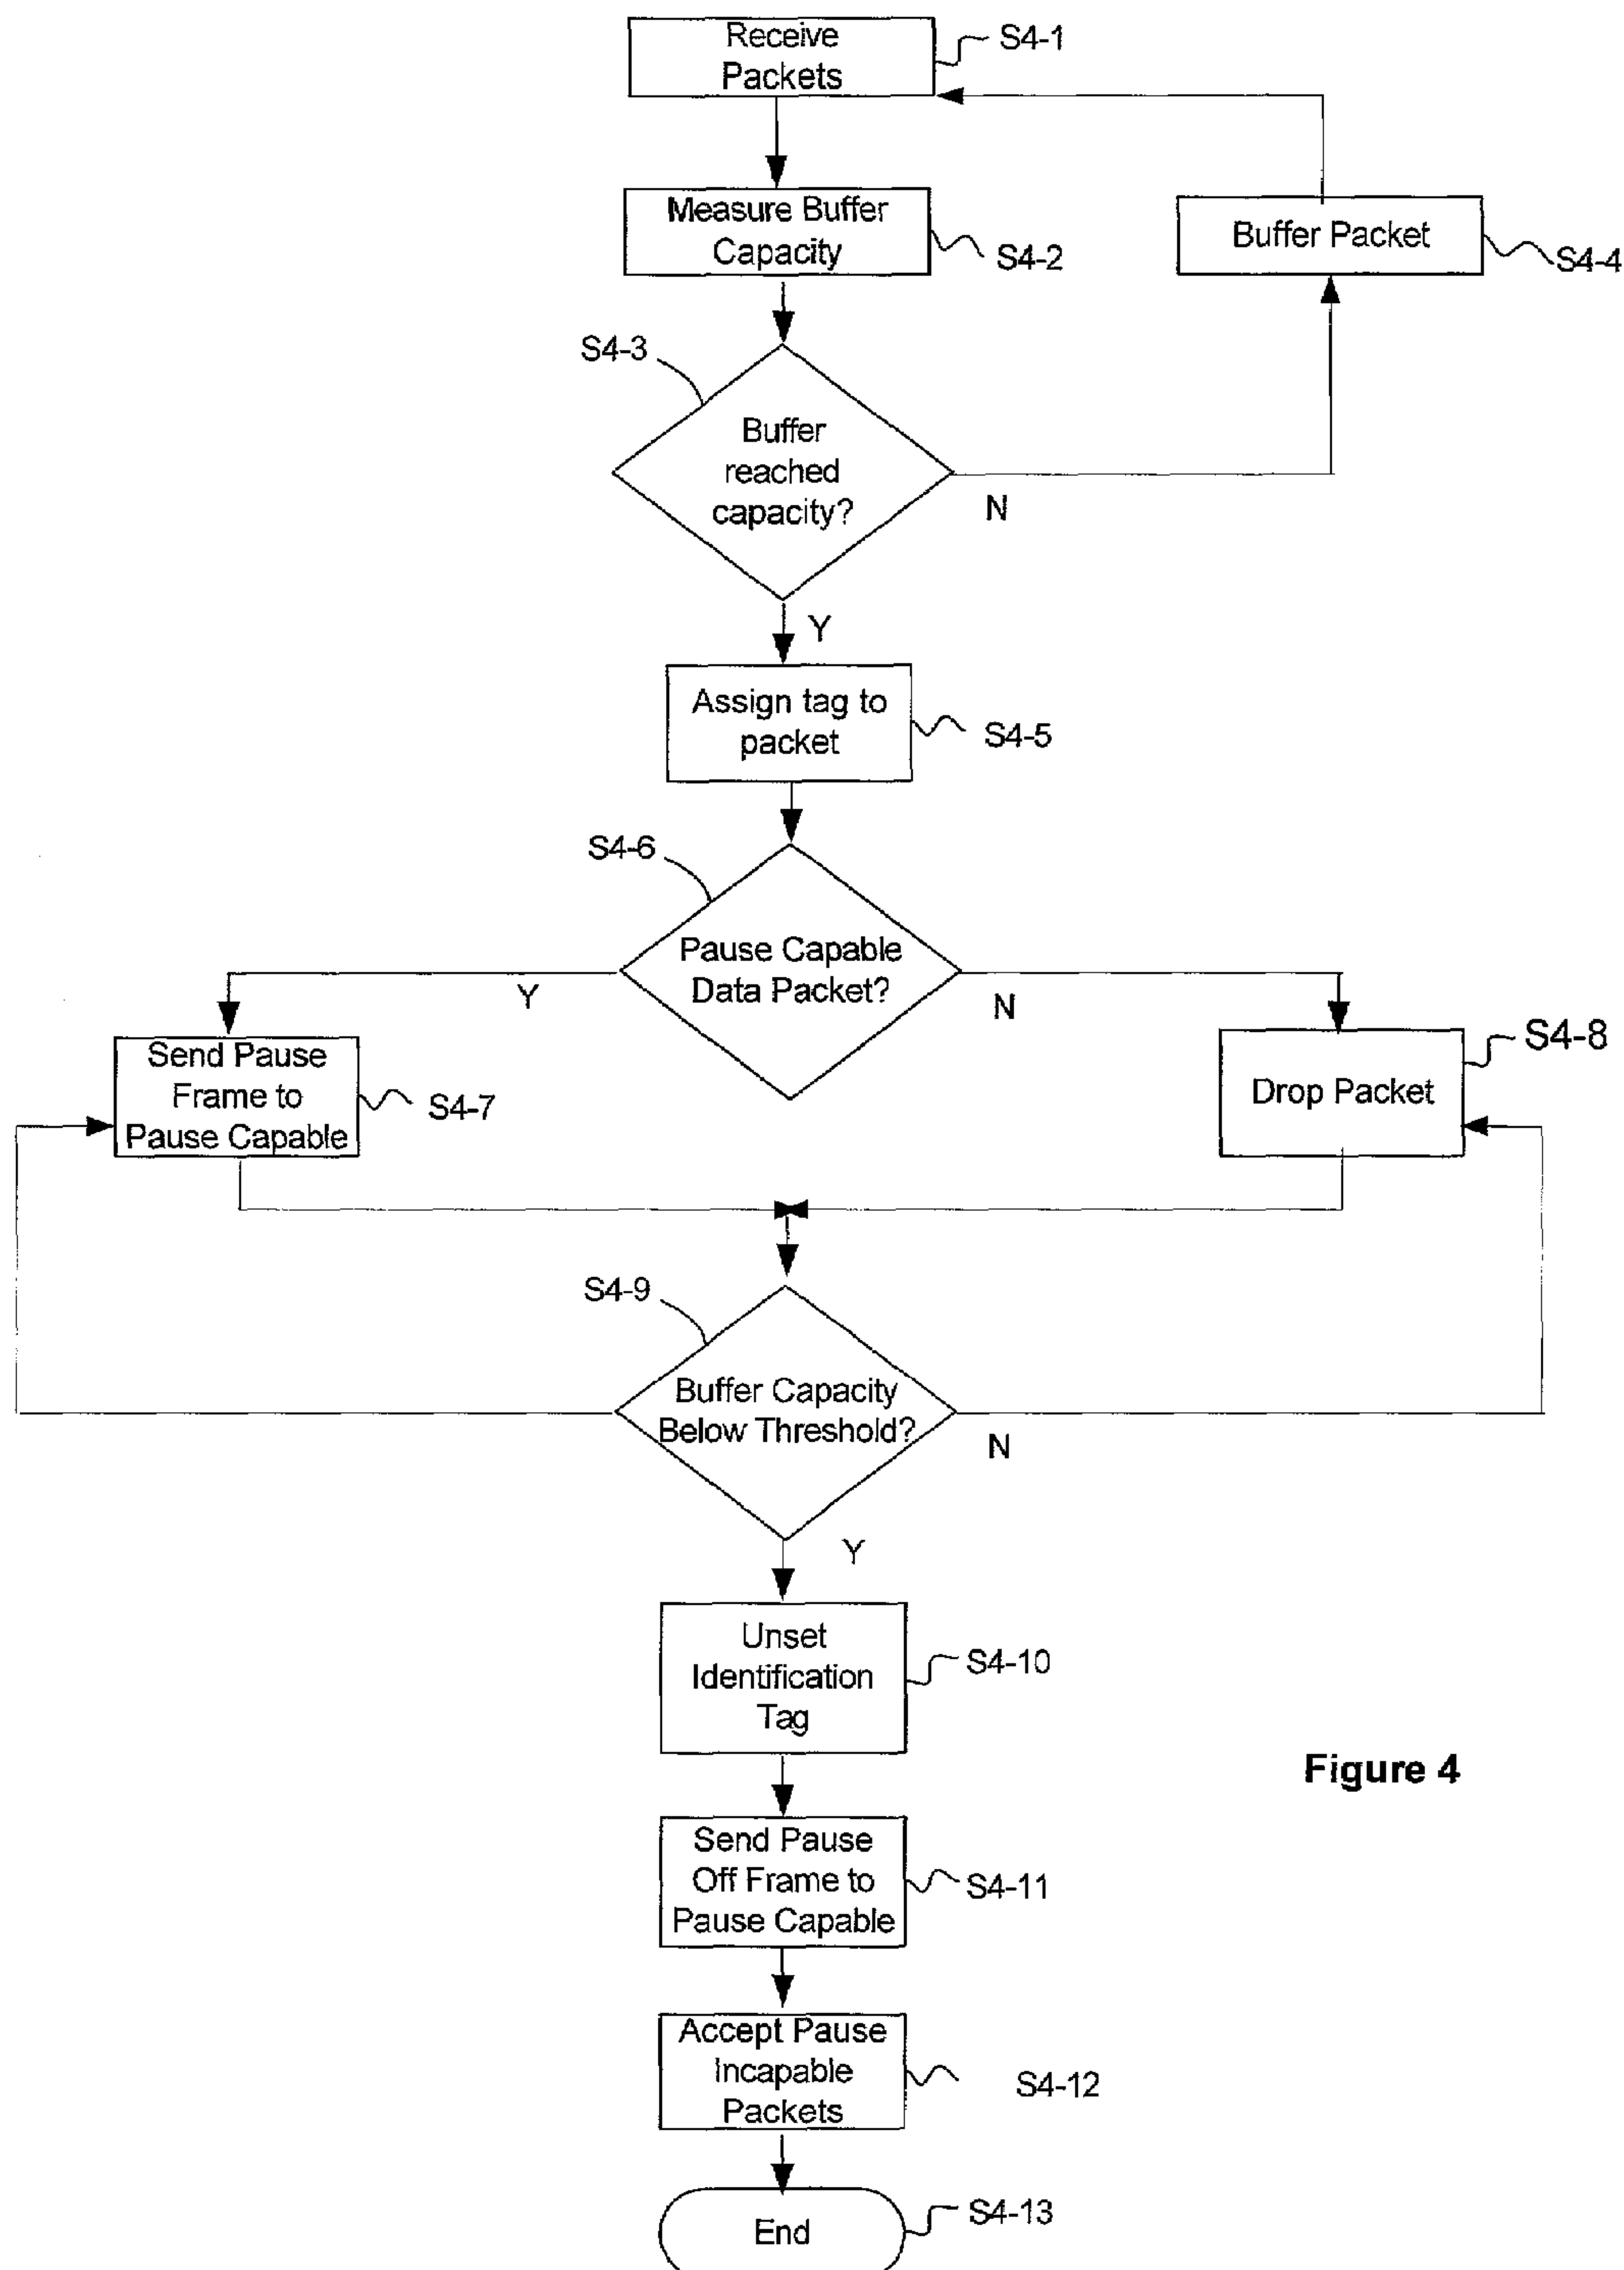 Receive
Packets
S4-1
Measure Buffer
Capacity
S4-2
Buffer Packet
S4-4
S4-3
Buffer
reached
capacity?
N
Y
Assign tag to
packet
S4-5
S4-6
Pause Capable
Data Packet?
Y
N
Send Pause
Frame to
Pause Capable
S4-7
Drop Packet
S4-8
S4-9
Buffer Capacity
Below Threshold?
N
Y
Unset
Identification
Tag
S4-10
Figure 4
Send Pause
Off Frame to
Pause Capable
S4-11
Accept Pause
Incapable
Packets
S4-12
End
S4-13